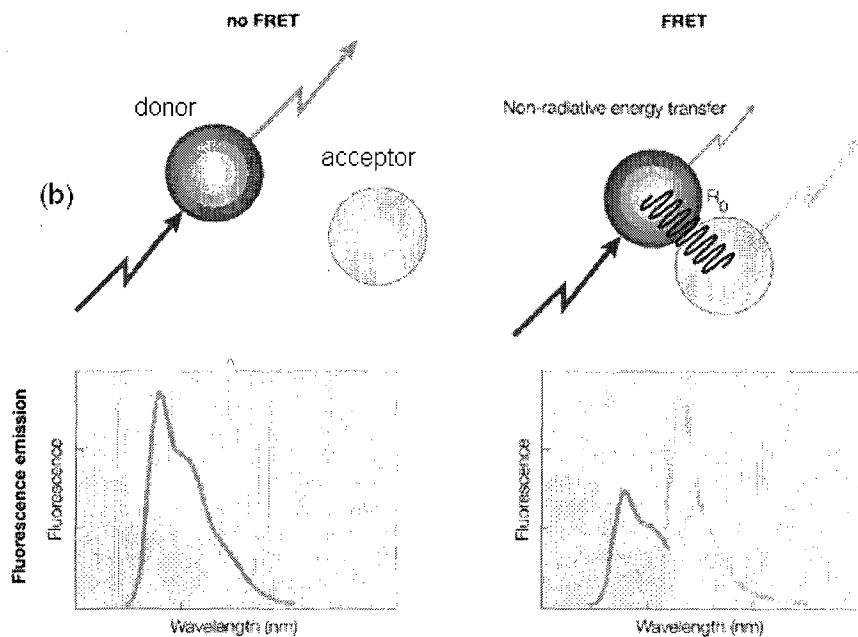 no FRET
FRET
donor
acceptor
(b)
Non-radiative energy transfer
R0
Fluorescence emission
Fluorescence
Wavelength (nm)
Fluorescence
Wavelength (nm)